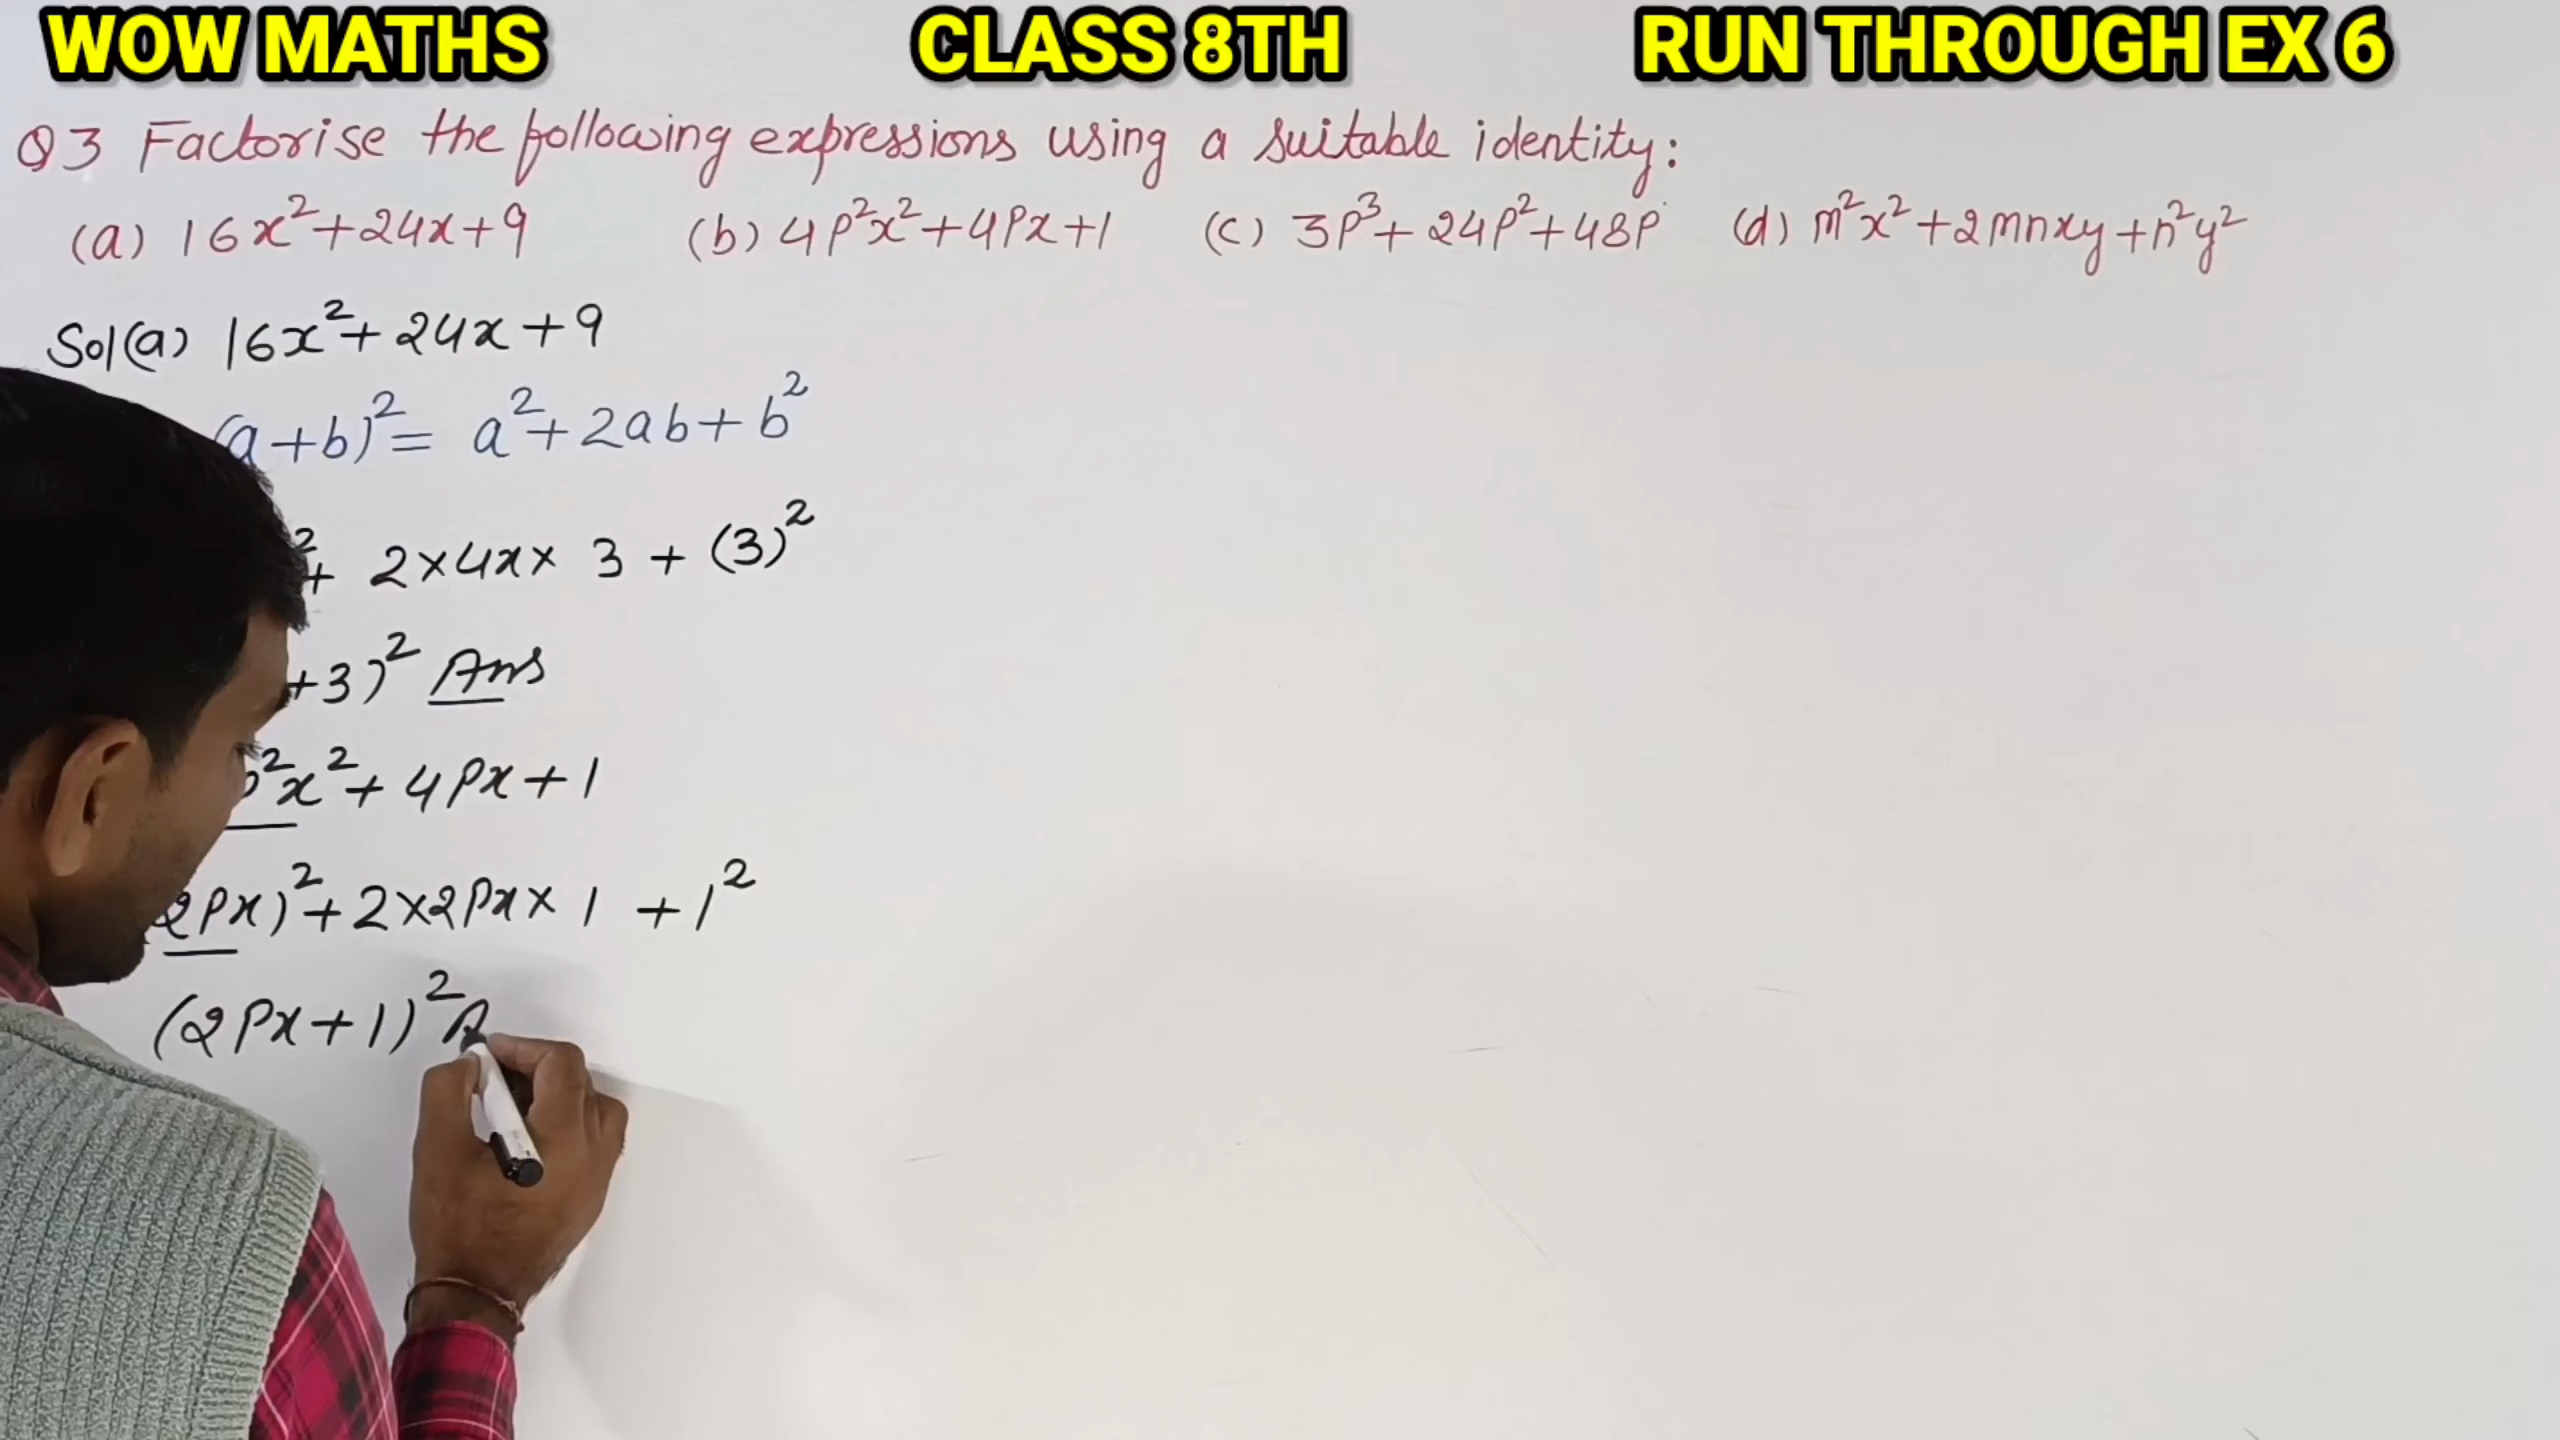 WOW MATHS CLASS 8TH RUN THROUGH EX 6
Q3 Factorise the following expressions using a suitable identity:
(a) 16x²+24x+9 (b) 4p²x²+4px+1 (c) 3p³+24p²+48p (d) m²x²+2mnxy+n²y²
Sol(a) 16x²+24x+9
(a+b)²= a²+2ab+b²
²+ 2×4x× 3 + (3)²
+3)² Ans
p²x²+4px+1
2px)²+2×2px×1 +1²
(2px+1)² A